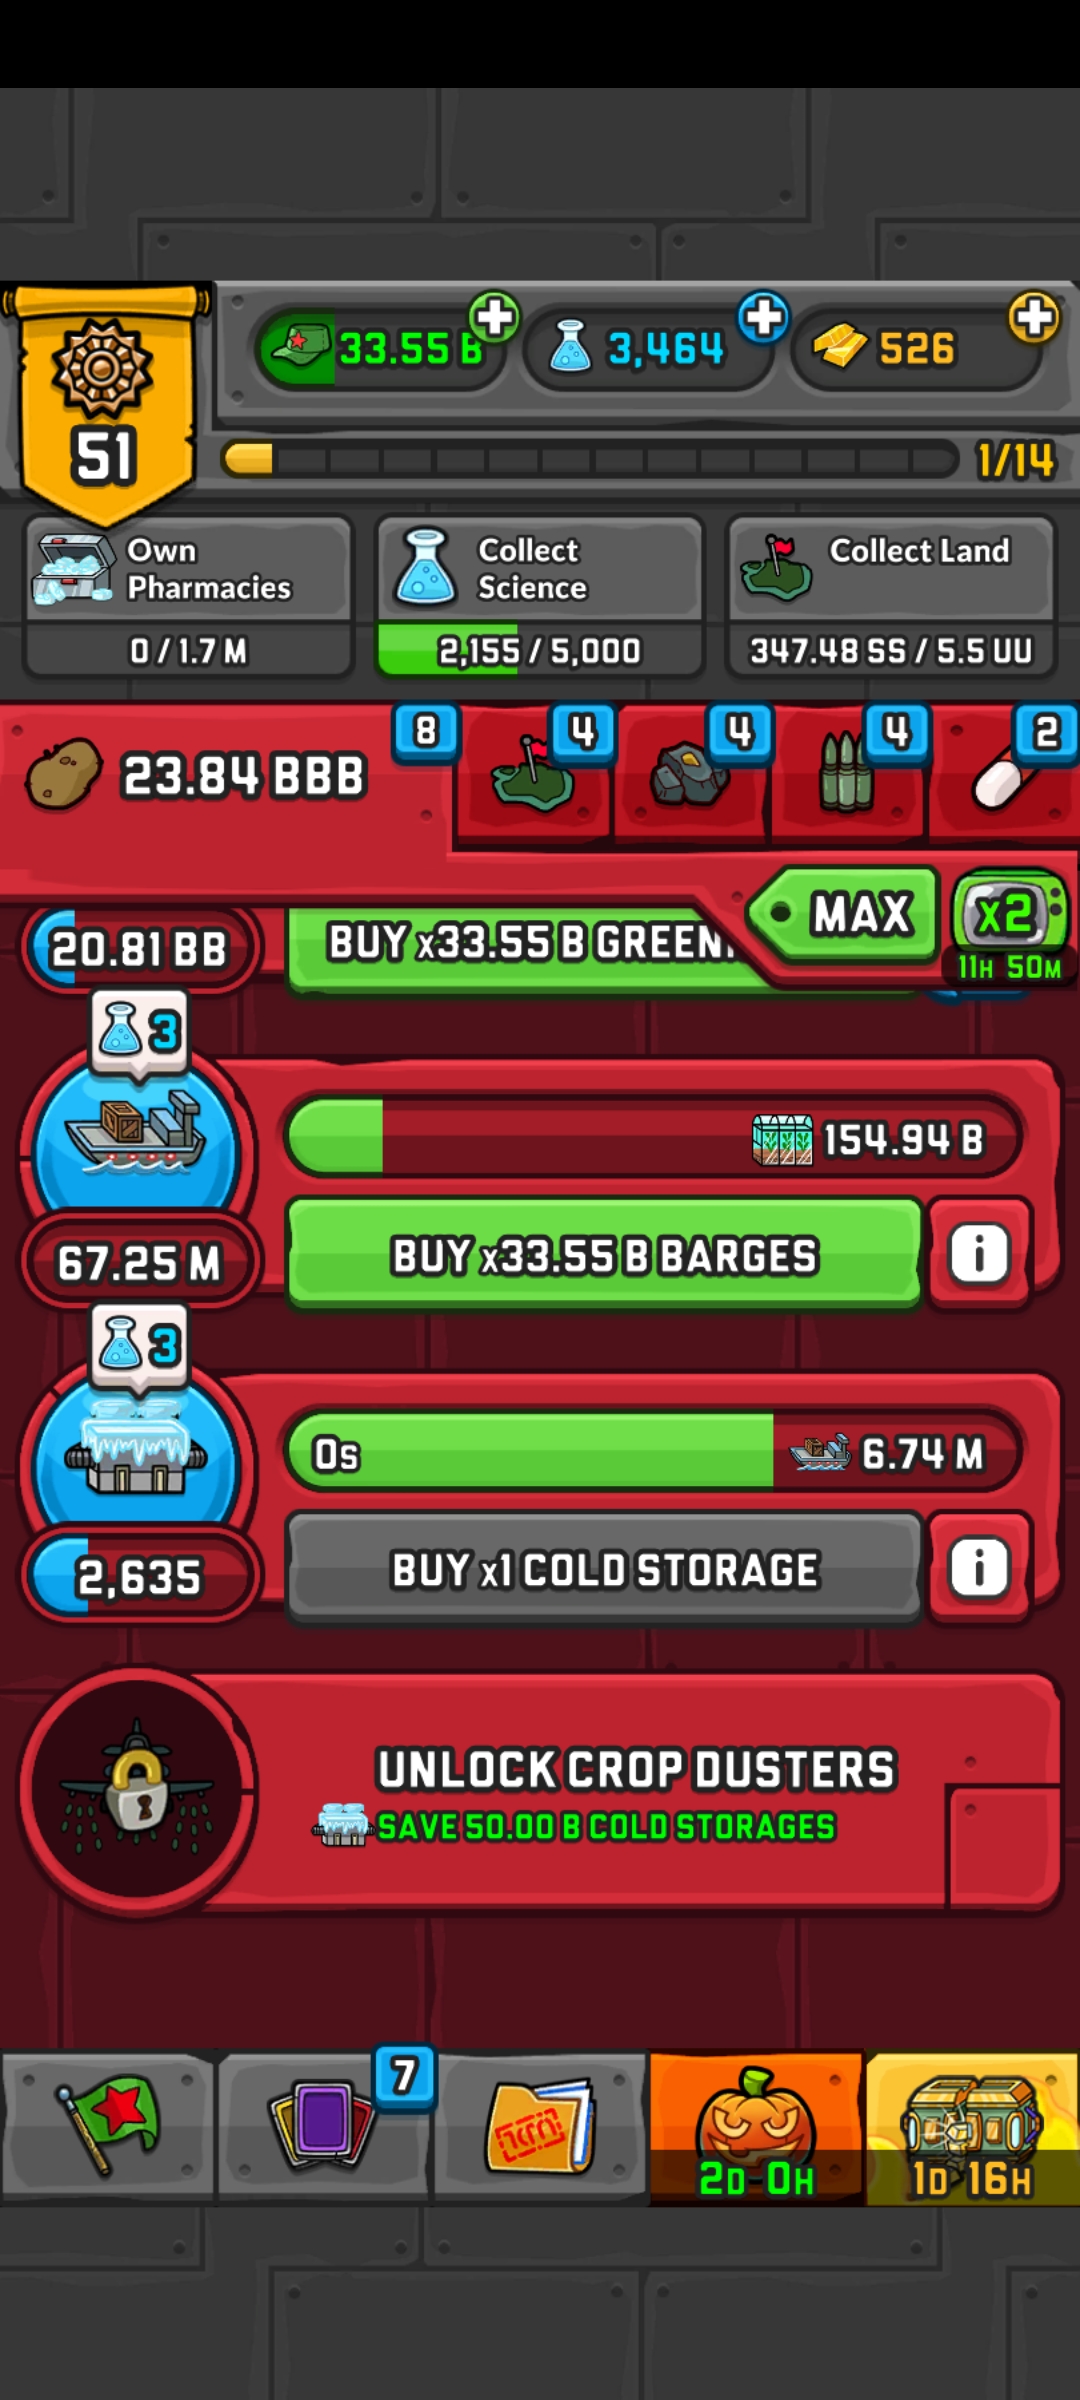 33.55 B
3,464
526
51
1/14
Own
Pharmacies
0 / 1.7 M
Collect
Science
2,155 / 5,000
Collect Land
347.48 SS / 5.5 UU
23.84 BBB
8
4
4
4
2
MAX
x2
11H 50M
20.81 BB
BUY x33.55 B GREEN
3
154.94 B
67.25 M
BUY x33.55 B BARGES
i
3
0s
6.74 M
2,635
BUY x1 COLD STORAGE
i
UNLOCK CROP DUSTERS
SAVE 50.00 B COLD STORAGES
7
2D 0H
1D 16H